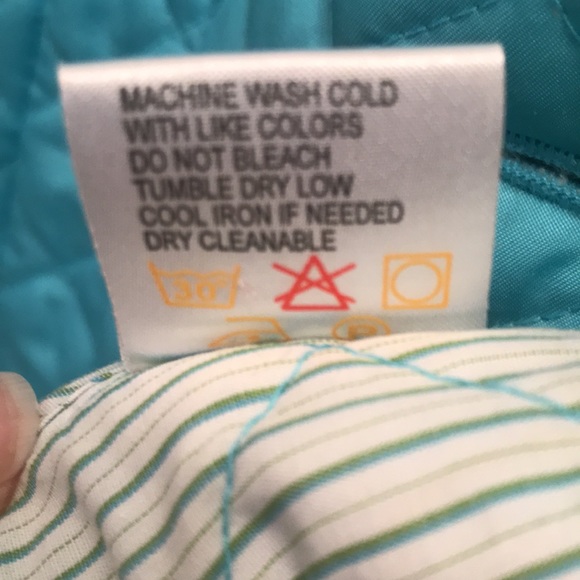 MACHINE WASH COLD
WITH LIKE COLORS
DO NOT BLEACH
TUMBLE DRY LOW
COOL IRON IF NEEDED
DRY CLEANABLE
30°